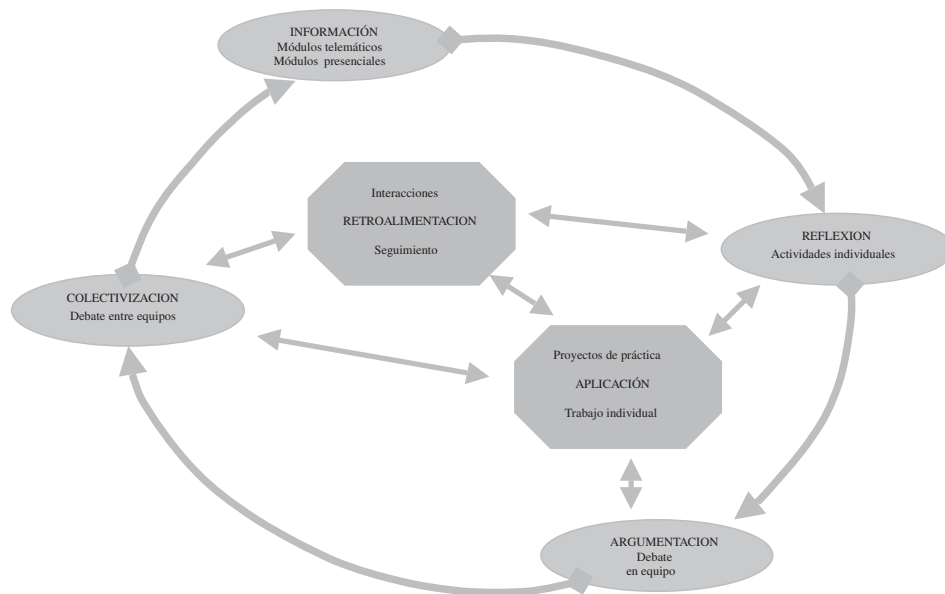 INFORMACIÓN
Módulos telemáticos
Módulos presenciales
Interacciones
RETROALIMENTACION
Seguimiento
REFLEXION
Actividades individuales
COLECTIVIZACION
Debate entre equipos
Proyectos de práctica
APLICACIÓN
Trabajo individual
ARGUMENTACION
Debate
en equipo